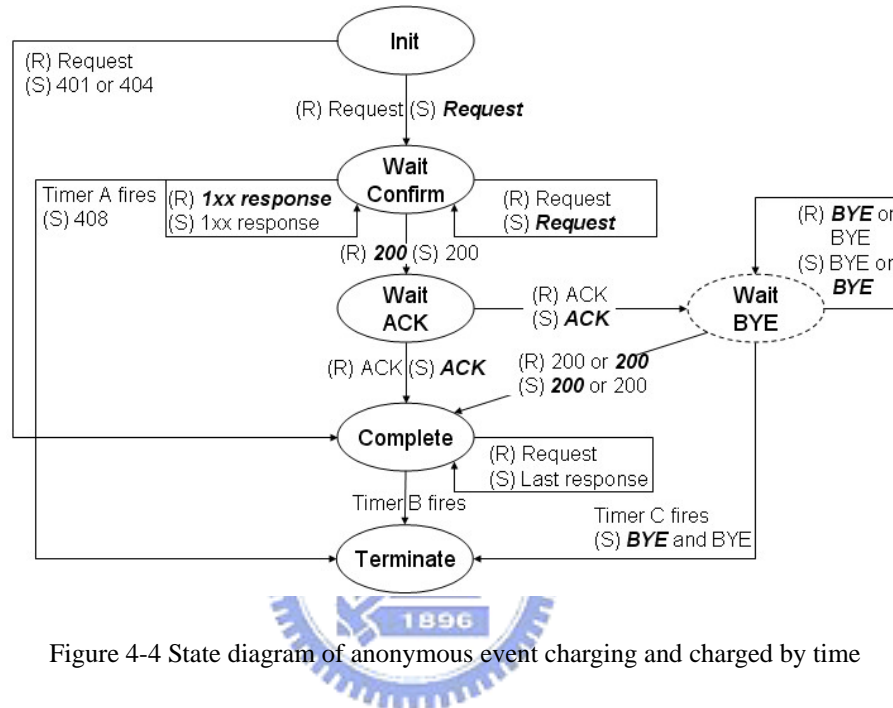 Init
(R) Request
(S) 401 or 404
(R) Request (S) Request
Wait
Confirm
Timer A fires
(S) 408
(R) 1xx response
(S) 1xx response
(R) Request
(S) Request
(R) 200 (S) 200
(R) BYE or
BYE
(S) BYE or
BYE
Wait
ACK
(R) ACK
(S) ACK
Wait
BYE
(R) ACK (S) ACK
(R) 200 or 200
(S) 200 or 200
Complete
(R) Request
(S) Last response
Timer B fires
Timer C fires
(S) BYE and BYE
Terminate
1896
Figure 4-4 State diagram of anonymous event charging and charged by time